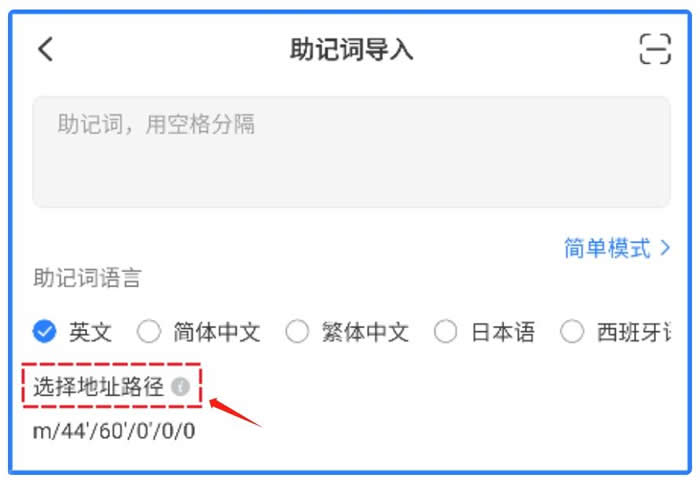 助记词导入
助记词，用空格分隔
简单模式
助记词语言
英文 简体中文 繁体中文 日本语 西班牙
选择地址路径
m/44'/60'/0'/0/0